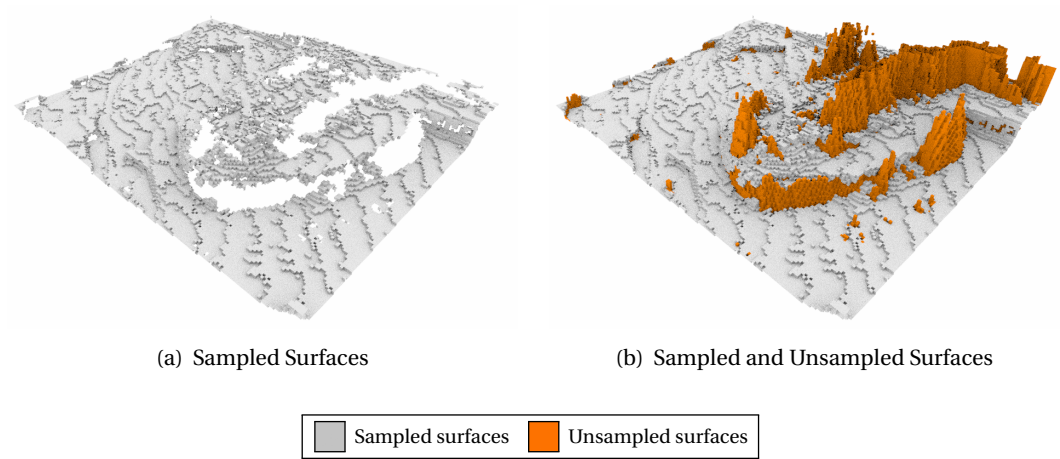 (a) Sampled Surfaces
(b) Sampled and Unsampled Surfaces
Sampled surfaces
Unsampled surfaces